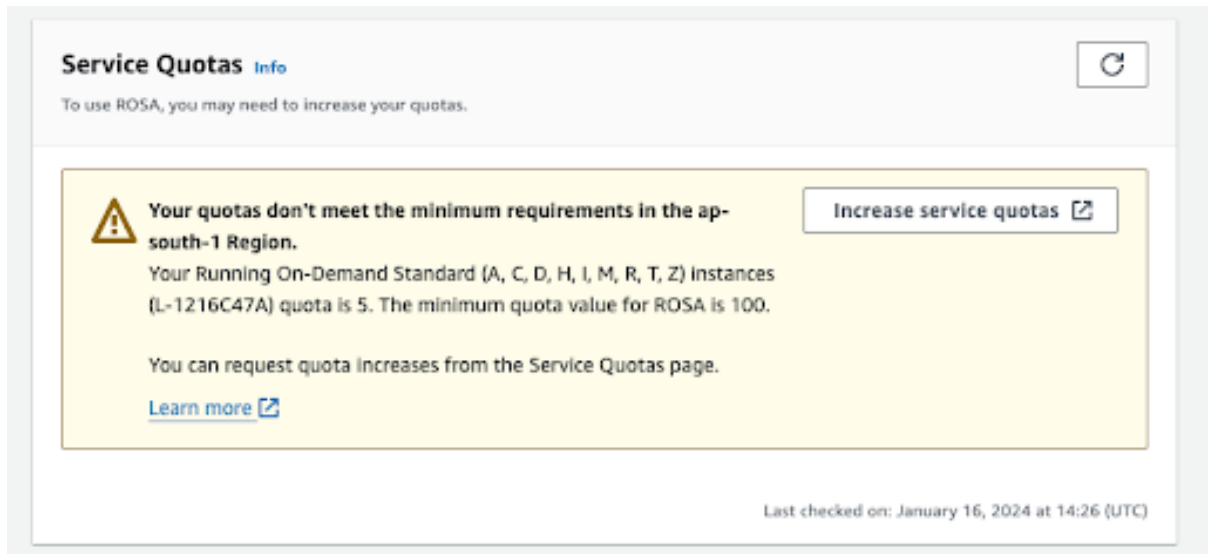 Service Quotas Info
To use ROSA, you may need to increase your quotas.
Your quotas don't meet the minimum requirements in the ap-
south-1 Region.
Increase service quotas
Your Running On-Demand Standard (A, C, D, H, I, M, R, T, Z) instances
(L-1216C47A) quota is 5. The minimum quota value for ROSA is 100.
You can request quota increases from the Service Quotas page.
Learn more
Last checked on: January 16, 2024 at 14:26 (UTC)